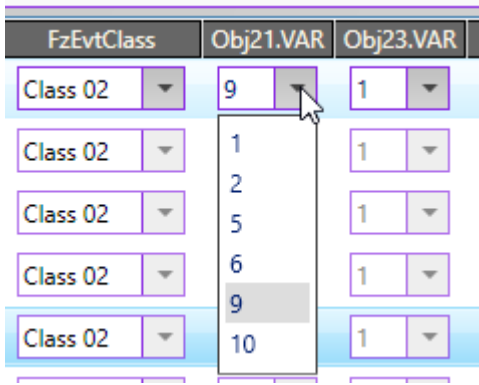 FzEvtClass Obj21.VAR Obj23.VAR
Class 02 9 1
1
Class 02 1
2
Class 02 5 1
6
Class 02 1
9
Class 02 10 1